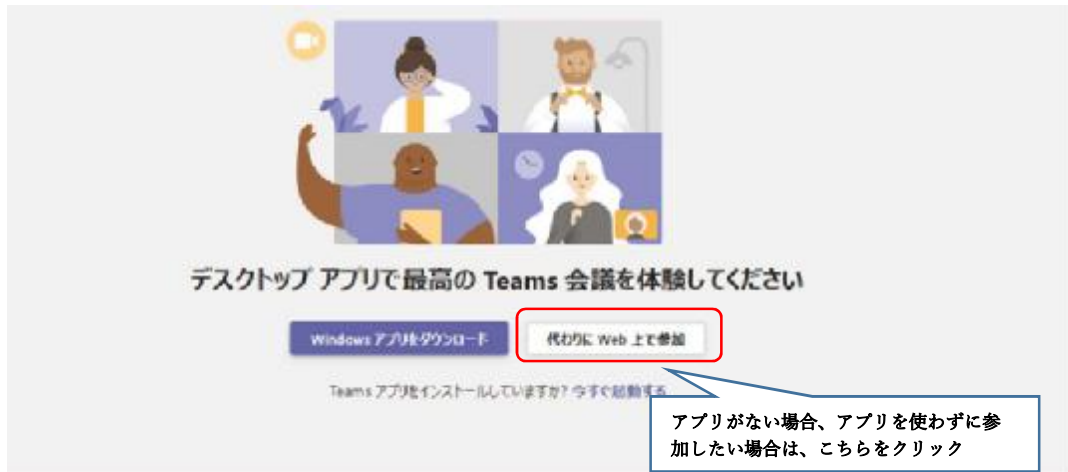 デスクトップ アプリで最高の Teams 会議を体験してください
Windows アプリをダウンロード
代わりに Web 上で参加
Teams アプリをインストールしていますか? 今すぐ起動する
アプリがない場合、アプリを使わずに参
加したい場合は、こちらをクリック